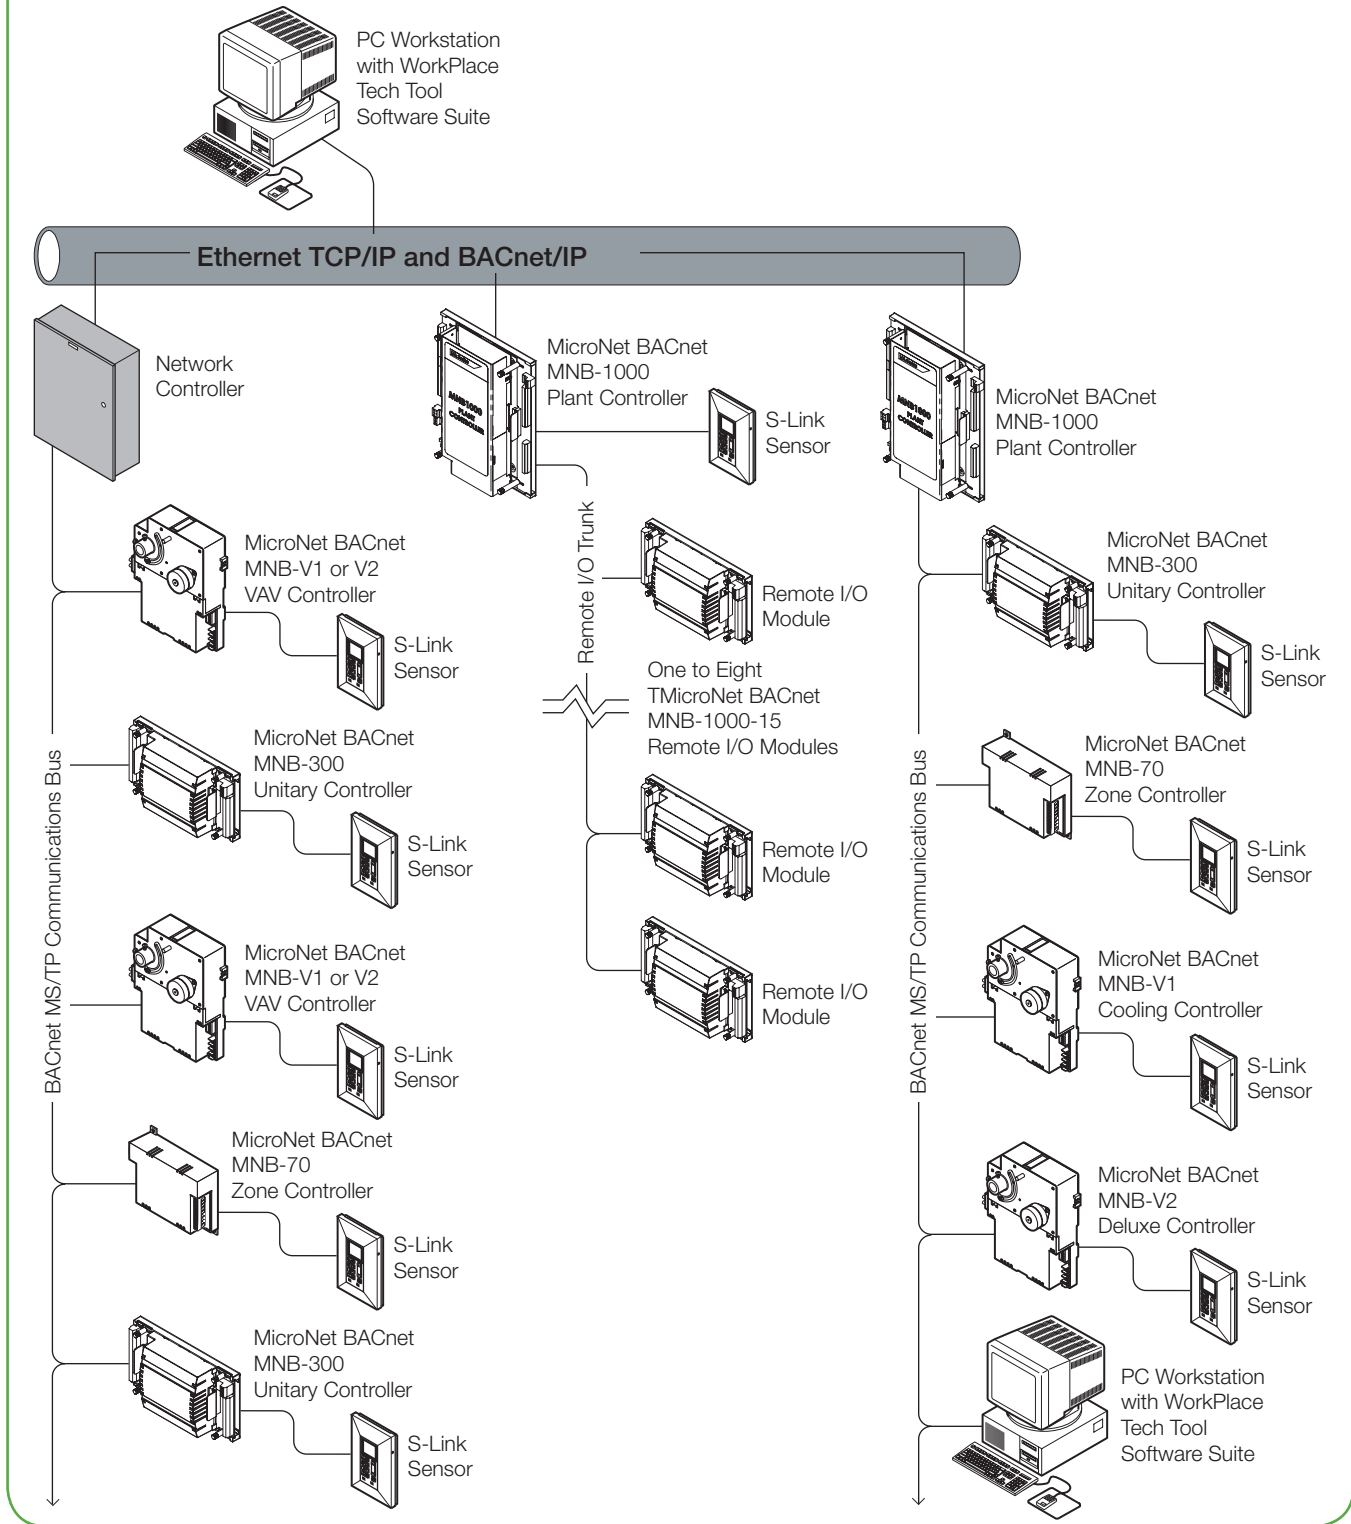 PC Workstation
with WorkPlace
Tech Tool
Software Suite
Ethernet TCP/IP and BACnet/IP
Network
Controller
MicroNet BACnet
MNB-1000
Plant Controller
MNB1000
PLANT
CONTROLLER
S-Link
Sensor
MicroNet BACnet
MNB-1000
Plant Controller
MNB1000
PLANT
CONTROLLER
BACnet MS/TP Communications Bus
MicroNet BACnet
MNB-V1 or V2
VAV Controller
S-Link
Sensor
MicroNet BACnet
MNB-300
Unitary Controller
S-Link
Sensor
MicroNet BACnet
MNB-V1 or V2
VAV Controller
S-Link
Sensor
MicroNet BACnet
MNB-70
Zone Controller
S-Link
Sensor
MicroNet BACnet
MNB-300
Unitary Controller
S-Link
Sensor
Remote I/O Trunk
Remote I/O
Module
One to Eight
TMicroNet BACnet
MNB-1000-15
Remote I/O Modules
Remote I/O
Module
Remote I/O
Module
BACnet MS/TP Communications Bus
MicroNet BACnet
MNB-300
Unitary Controller
S-Link
Sensor
MicroNet BACnet
MNB-70
Zone Controller
S-Link
Sensor
MicroNet BACnet
MNB-V1
Cooling Controller
S-Link
Sensor
MicroNet BACnet
MNB-V2
Deluxe Controller
S-Link
Sensor
PC Workstation
with WorkPlace
Tech Tool
Software Suite